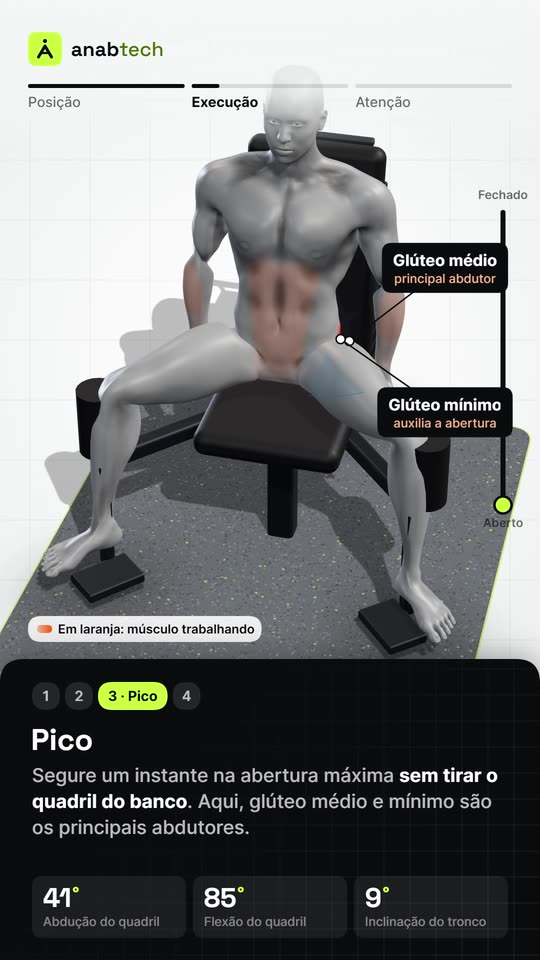 anabtech
Posição
Execução
Atenção
Fechado
Glúteo médio
principal abdutor
Glúteo mínimo
auxilia a abertura
Aberto
Em laranja: músculo trabalhando
1
2
3 · Pico
4
Pico
Segure um instante na abertura máxima sem tirar o
quadril do banco. Aqui, glúteo médio e mínimo são
os principais abdutores.
41°
Abdução do quadril
85°
Flexão do quadril
9°
Inclinação do tronco